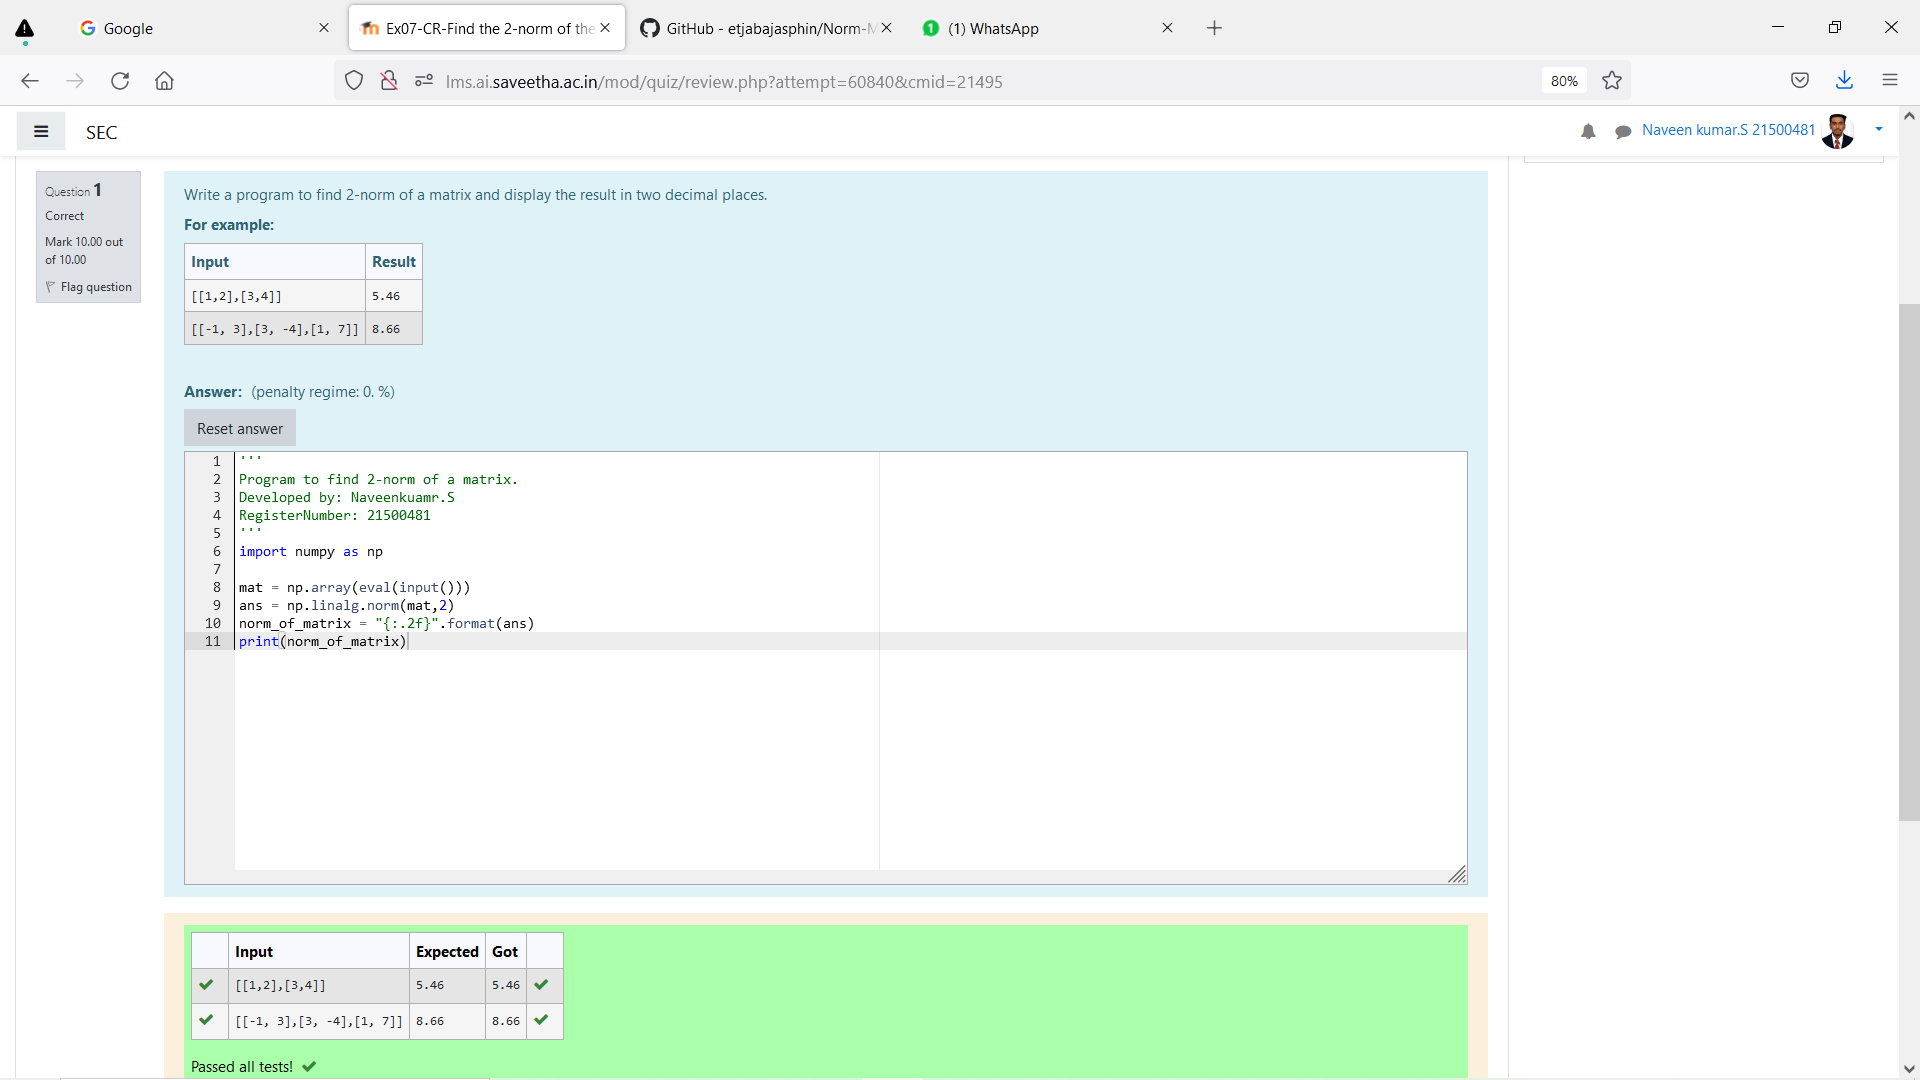 Google
Ex07-CR-Find the 2-norm of the
GitHub - etjabajasphin/Norm-M
1
(1) WhatsApp
lms.ai.saveetha.ac.in/mod/quiz/review.php?attempt=60840&cmid=21495
80%
SEC
Naveen kumar.S 21500481
Question 1
Correct
Mark 10.00 out
of 10.00
Flag question
Write a program to find 2-norm of a matrix and display the result in two decimal places.
For example:
Input Result
[[1,2],[3,4]] 5.46
[[-1, 3],[3, -4],[1, 7]] 8.66
Answer: (penalty regime: 0. %)
Reset answer
1 '''
2 Program to find 2-norm of a matrix.
3 Developed by: Naveenkuamr.S
4 RegisterNumber: 21500481
5 '''
6 import numpy as np
7
8 mat = np.array(eval(input()))
9 ans = np.linalg.norm(mat,2)
10 norm_of_matrix = "{:.2f}".format(ans)
11 print(norm_of_matrix)
Input Expected Got
[[1,2],[3,4]] 5.46 5.46
[[-1, 3],[3, -4],[1, 7]] 8.66 8.66
Passed all tests!